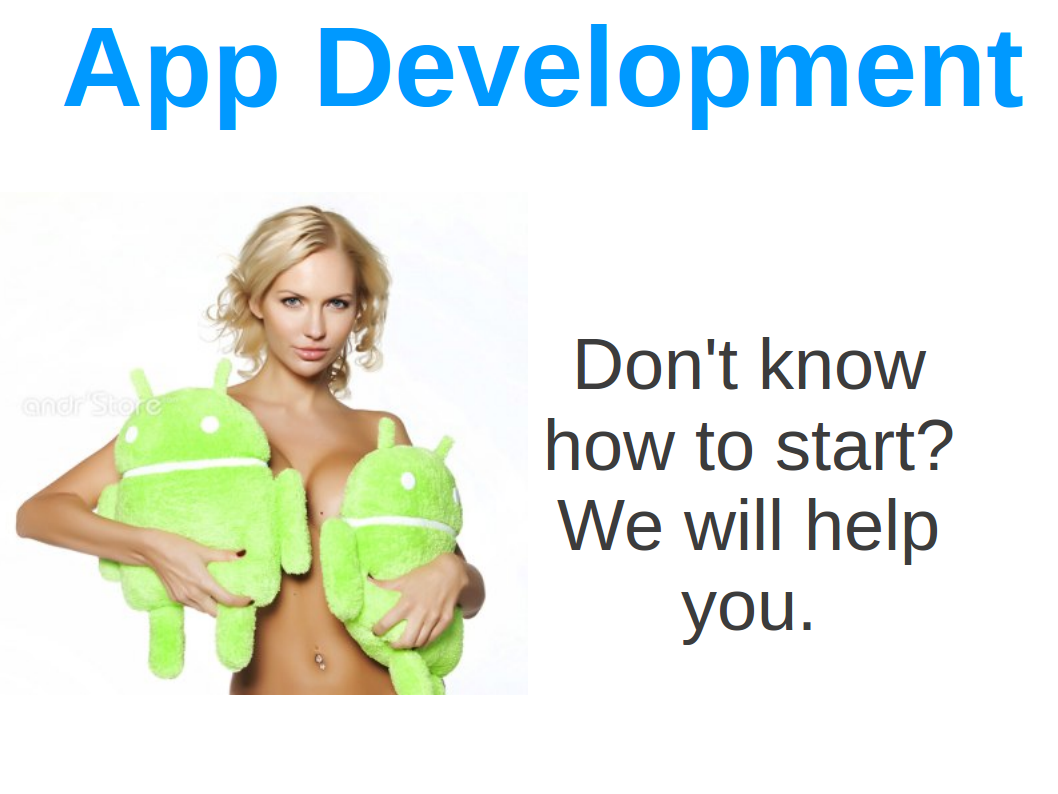 App Development
andr'Store
Don't know
how to start?
We will help
you.